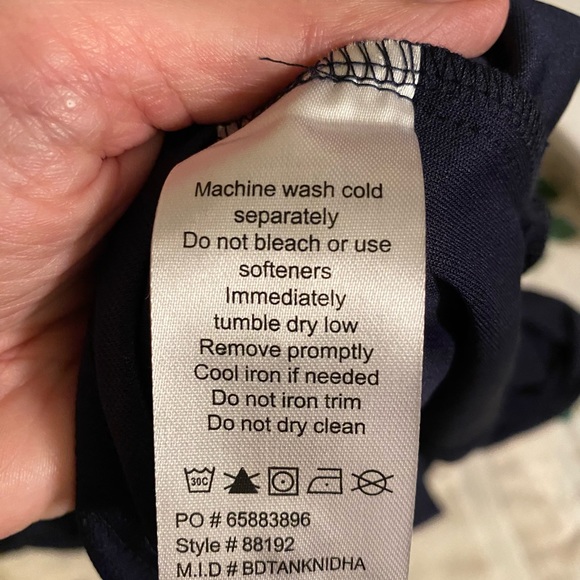 Machine wash cold
separately
Do not bleach or use
softeners
Immediately
tumble dry low
Remove promptly
Cool iron if needed
Do not iron trim
Do not dry clean
30C
PO # 65883896
Style # 88192
M.I.D # BDTANKNIDHA